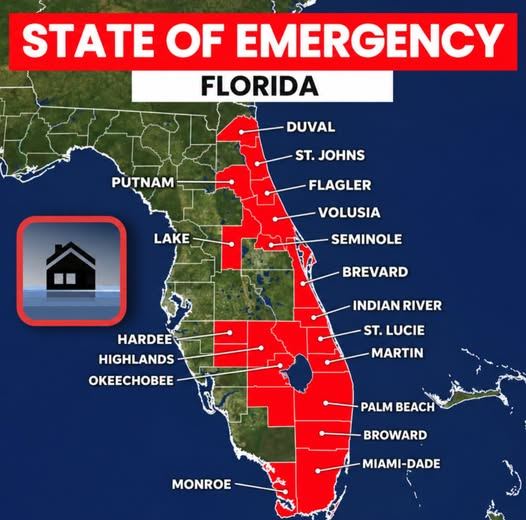 STATE OF EMERGENCY
FLORIDA
DUVAL
ST. JOHNS
PUTNAM
FLAGLER
VOLUSIA
LAKE
SEMINOLE
BREVARD
INDIAN RIVER
ST. LUCIE
HARDEE
MARTIN
HIGHLANDS
OKEECHOBEE
PALM BEACH
BROWARD
MIAMI-DADE
MONROE